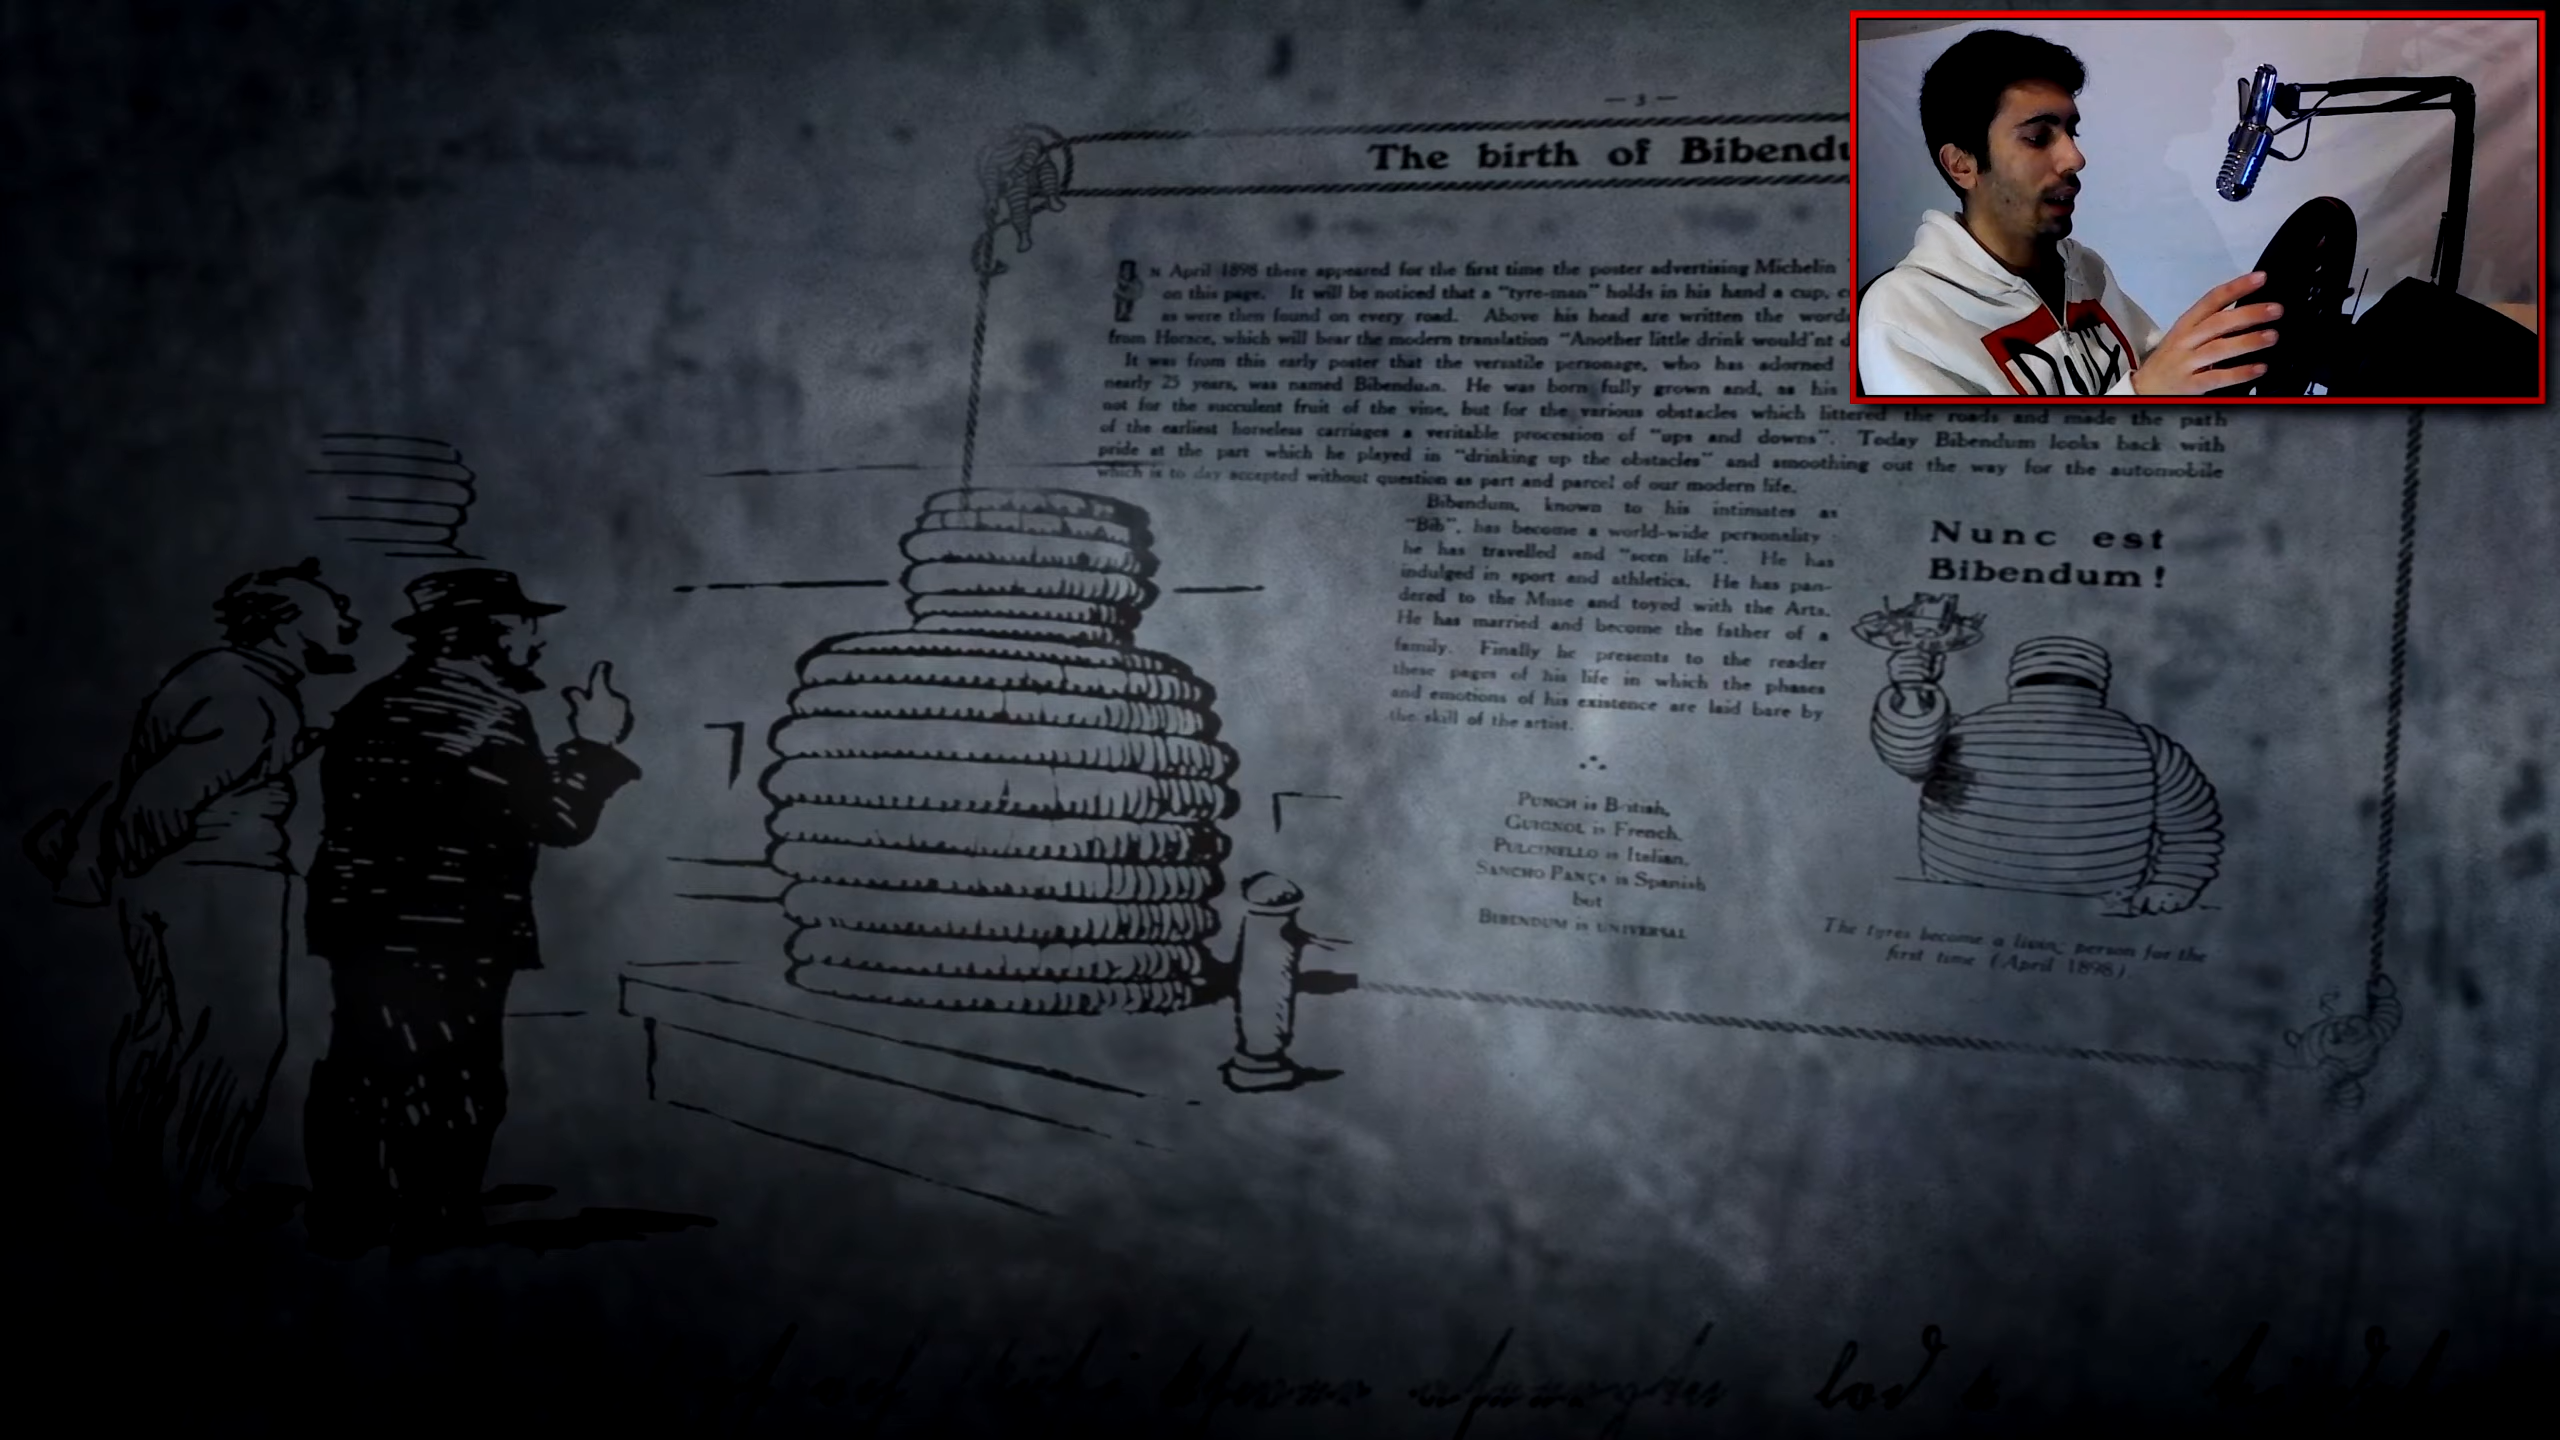 — 3 —
The birth of Bibendu
IN April 1898 there appeared for the first time the poster advertising Michelin
on this page. It will be noticed that a "tyre-man" holds in his hand a cup,
as were then found on every road. Above his head are written the word
from Horace, which will bear the modern translation "Another little drink would'nt d
It was from this early poster that the versatile personage, who has adorned
nearly 25 years, was named Bibendum. He was born fully grown and, as his
not for the succulent fruit of the vine, but for the various obstacles which littered the roads and made the path
of the earliest horseless carriages a veritable procession of "ups and downs". Today Bibendum looks back with
pride at the part which he played in "drinking up the obstacles" and smoothing out the way for the automobile
which is to day accepted without question as part and parcel of our modern life.
Bibendum, known to his intimates as
"Bib", has become a world-wide personality :
he has travelled and "seen life". He has
indulged in sport and athletics. He has pan-
dered to the Muse and toyed with the Arts.
He has married and become the father of a
family. Finally he presents to the reader
these pages of his life in which the phases
and emotions of his existence are laid bare by
the skill of the artist.
PUNCH is British,
GUIGNOL is French,
PULCINELLO is Italian,
SANCHO PANÇA is Spanish
but
BIBENDUM is UNIVERSAL
Nunc est
Bibendum !
The tyres become a living person for the
first time (April 1898).